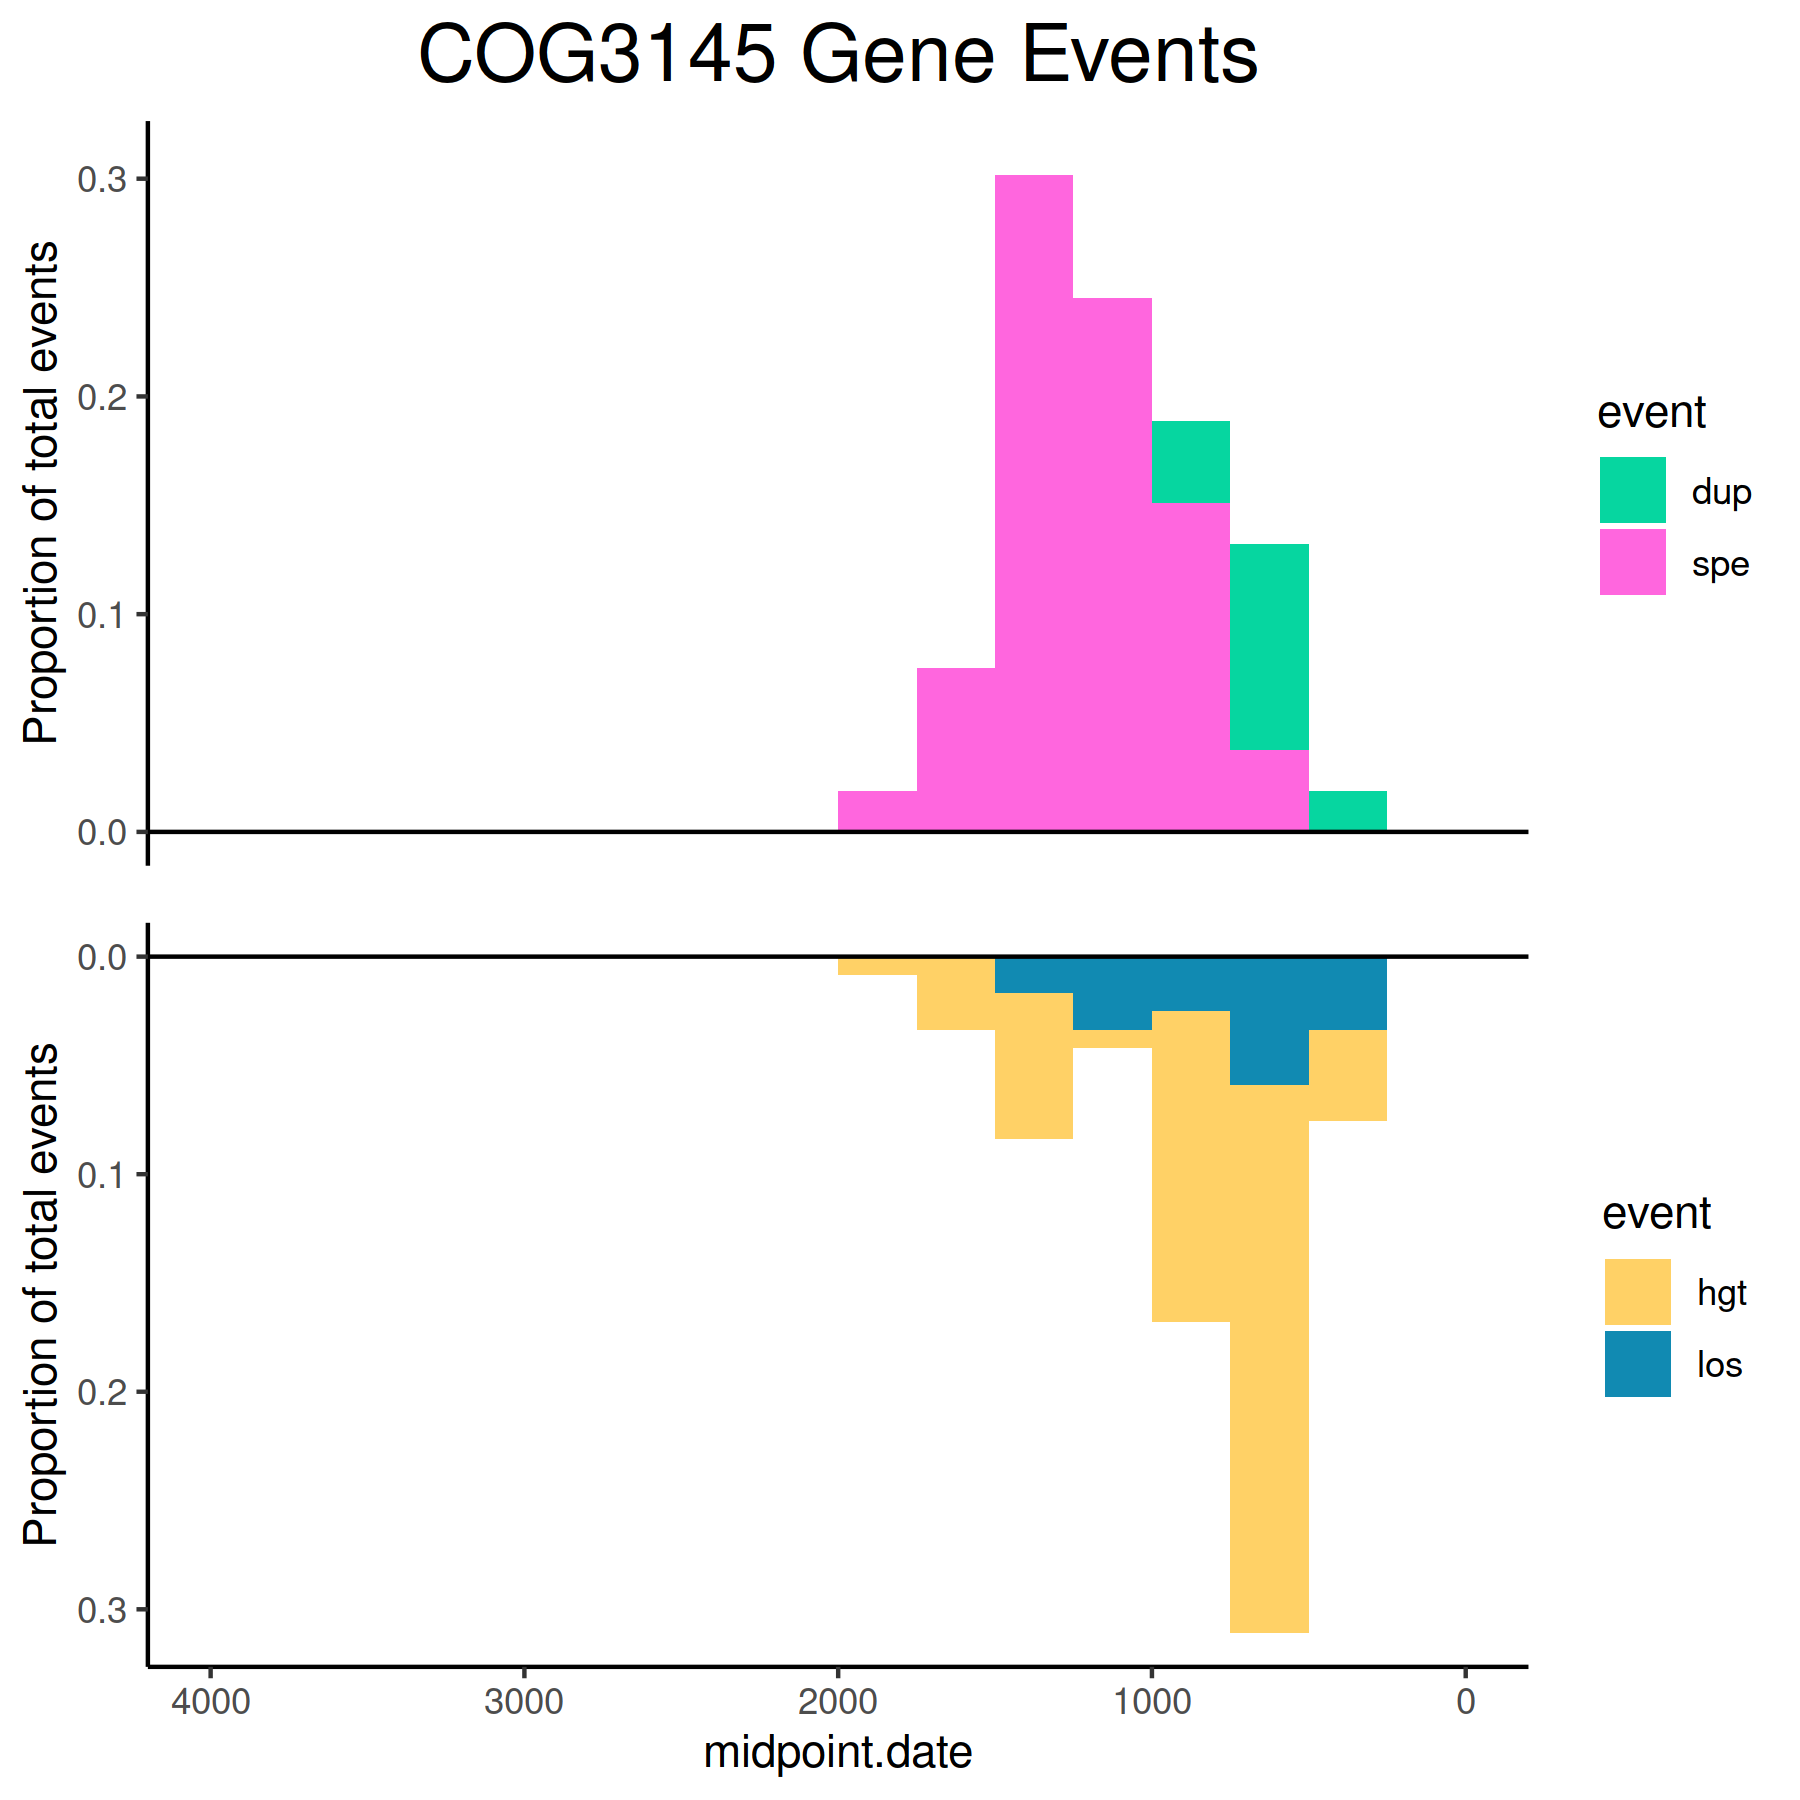 COG3145 Gene Events
Proportion of total events
0.3
0.2
0.1
0.0
event
dup
spe
Proportion of total events
0.0
0.1
0.2
0.3
event
hgt
los
4000 3000 2000 1000 0
midpoint.date